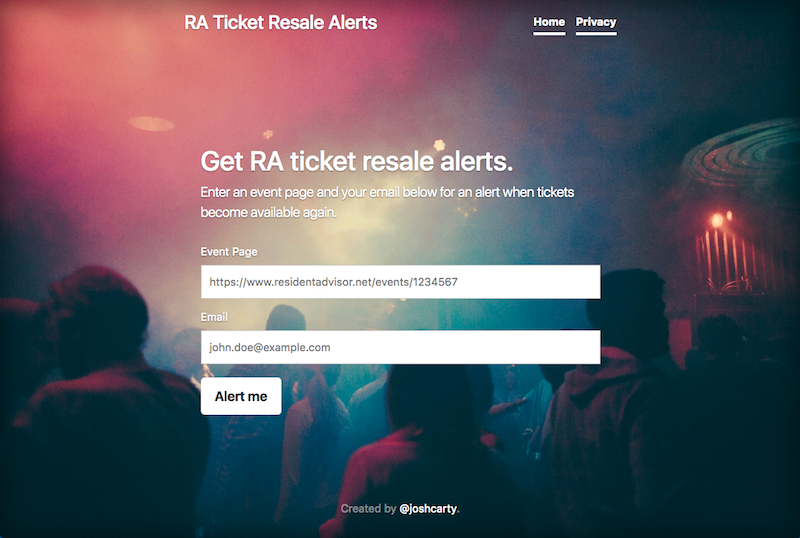 RA Ticket Resale Alerts
Home Privacy
Get RA ticket resale alerts.
Enter an event page and your email below for an alert when tickets
become available again.
Event Page
https://www.residentadvisor.net/events/1234567
Email
john.doe@example.com
Alert me
Created by @joshcarty.